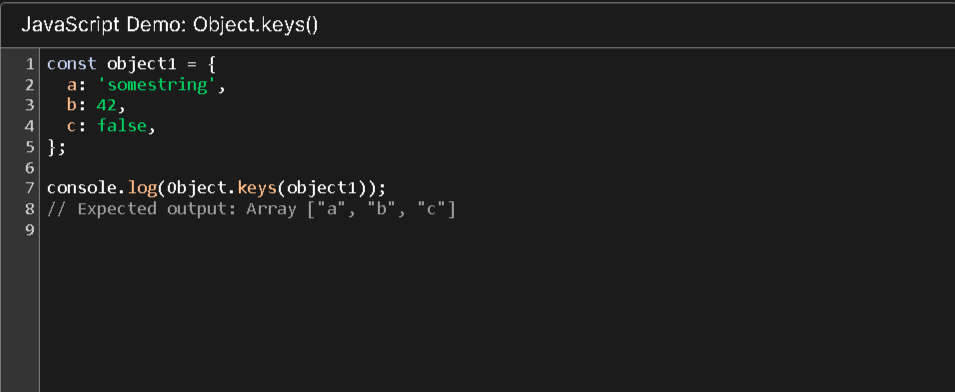 JavaScript Demo: Object.keys()
1 const object1 = {
2   a: 'somestring',
3   b: 42,
4   c: false,
5 };
6
7 console.log(Object.keys(object1));
8 // Expected output: Array ["a", "b", "c"]
9